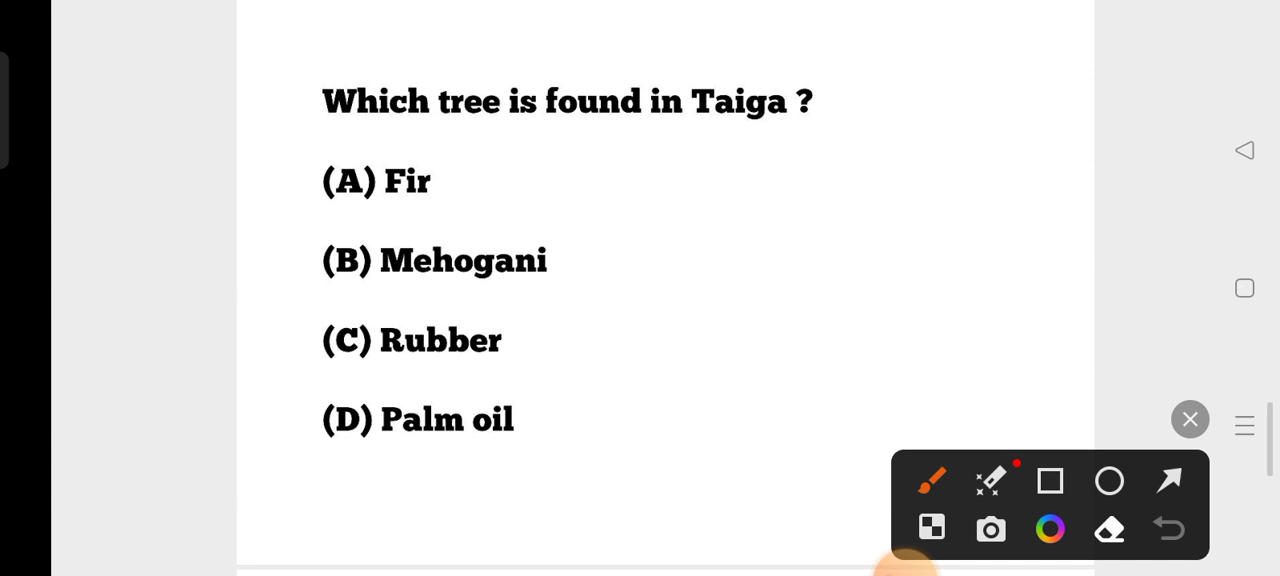 Which tree is found in Taiga ?
(A) Fir
(B) Mehogani
(C) Rubber
(D) Palm oil